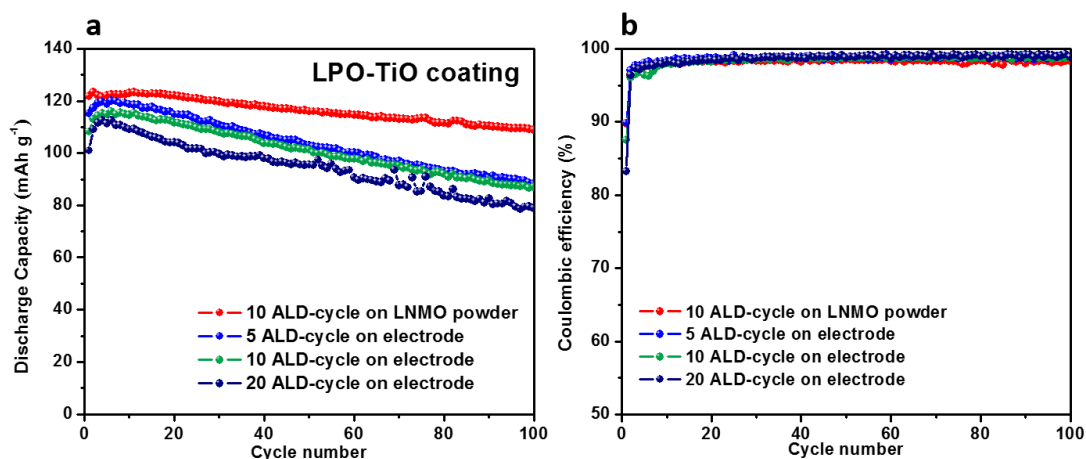 a
LPO-TiO coating
Discharge Capacity (mAh g⁻¹)
140
120
100
80
60
40
20
0
10 ALD-cycle on LNMO powder
5 ALD-cycle on electrode
10 ALD-cycle on electrode
20 ALD-cycle on electrode
0 20 40 60 80 100
Cycle number
b
Coulombic efficiency (%)
100
90
80
70
60
50
10 ALD-cycle on LNMO powder
5 ALD-cycle on electrode
10 ALD-cycle on electrode
20 ALD-cycle on electrode
0 20 40 60 80 100
Cycle number